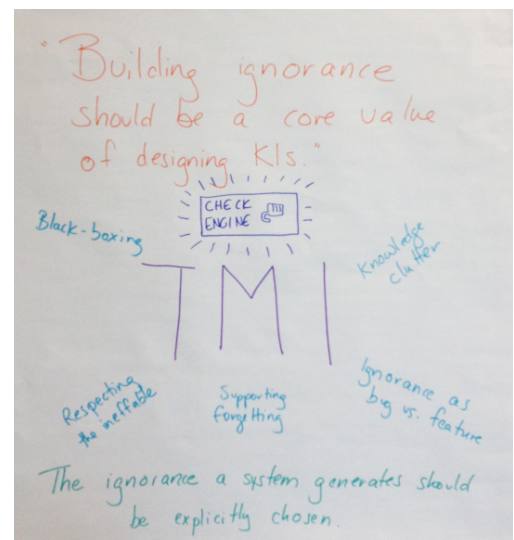 "Building ignorance
should be a core value
of designing KIs."
CHECK
ENGINE
Black-boxing
Knowledge
clutter
TMI
Respecting
the ineffable
Supporting
forgetting
Ignorance as
bug vs. feature
The ignorance a system generates should
be explicitly chosen.